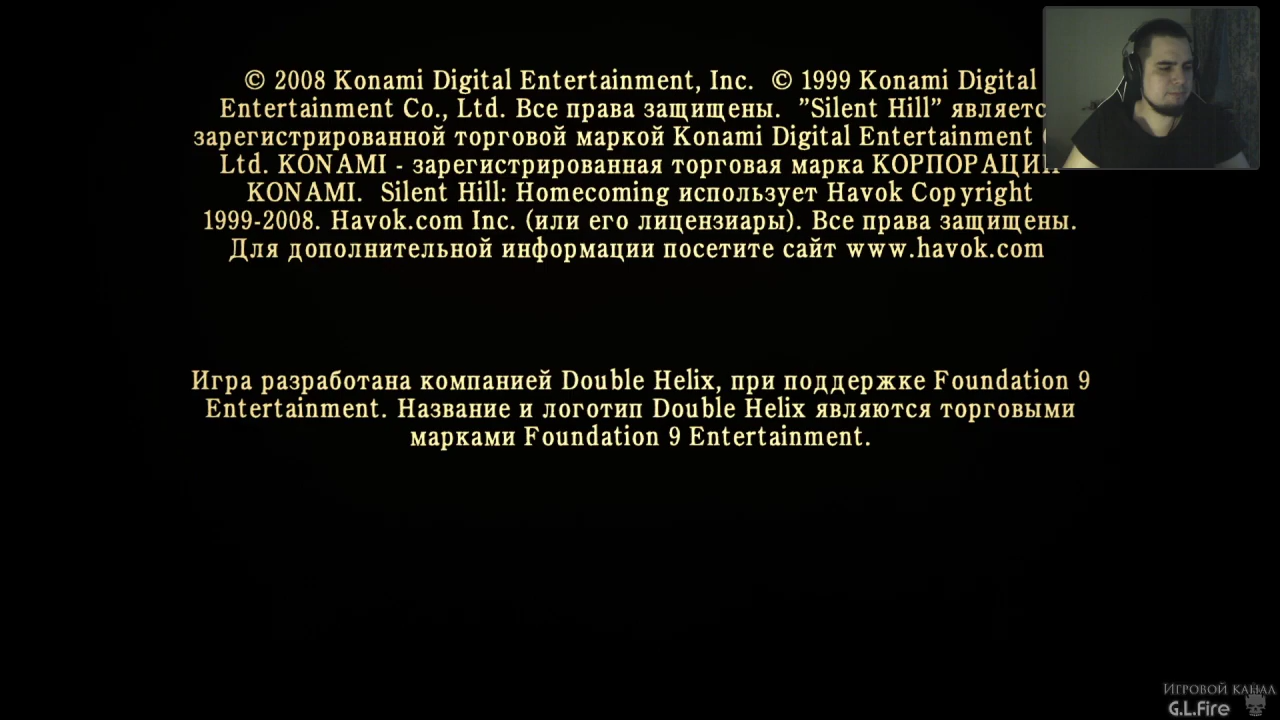 © 2008 Konami Digital Entertainment, Inc. © 1999 Konami Digital
Entertainment Co., Ltd. Все права защищены. ”Silent Hill” являетс
зарегистрированной торговой маркой Konami Digital Entertainment
Ltd. KONAMI - зарегистрированная торговая марка КОРПОРАЦИИ
KONAMI. Silent Hill: Homecoming использует Havok Copyright
1999-2008. Havok.com Inc. (или его лицензиары). Все права защищены.
Для дополнительной информации посетите сайт www.havok.com
Игра разработана компанией Double Helix, при поддержке Foundation 9
Entertainment. Название и логотип Double Helix являются торговыми
марками Foundation 9 Entertainment.
Игровой канал
G.L.Fire